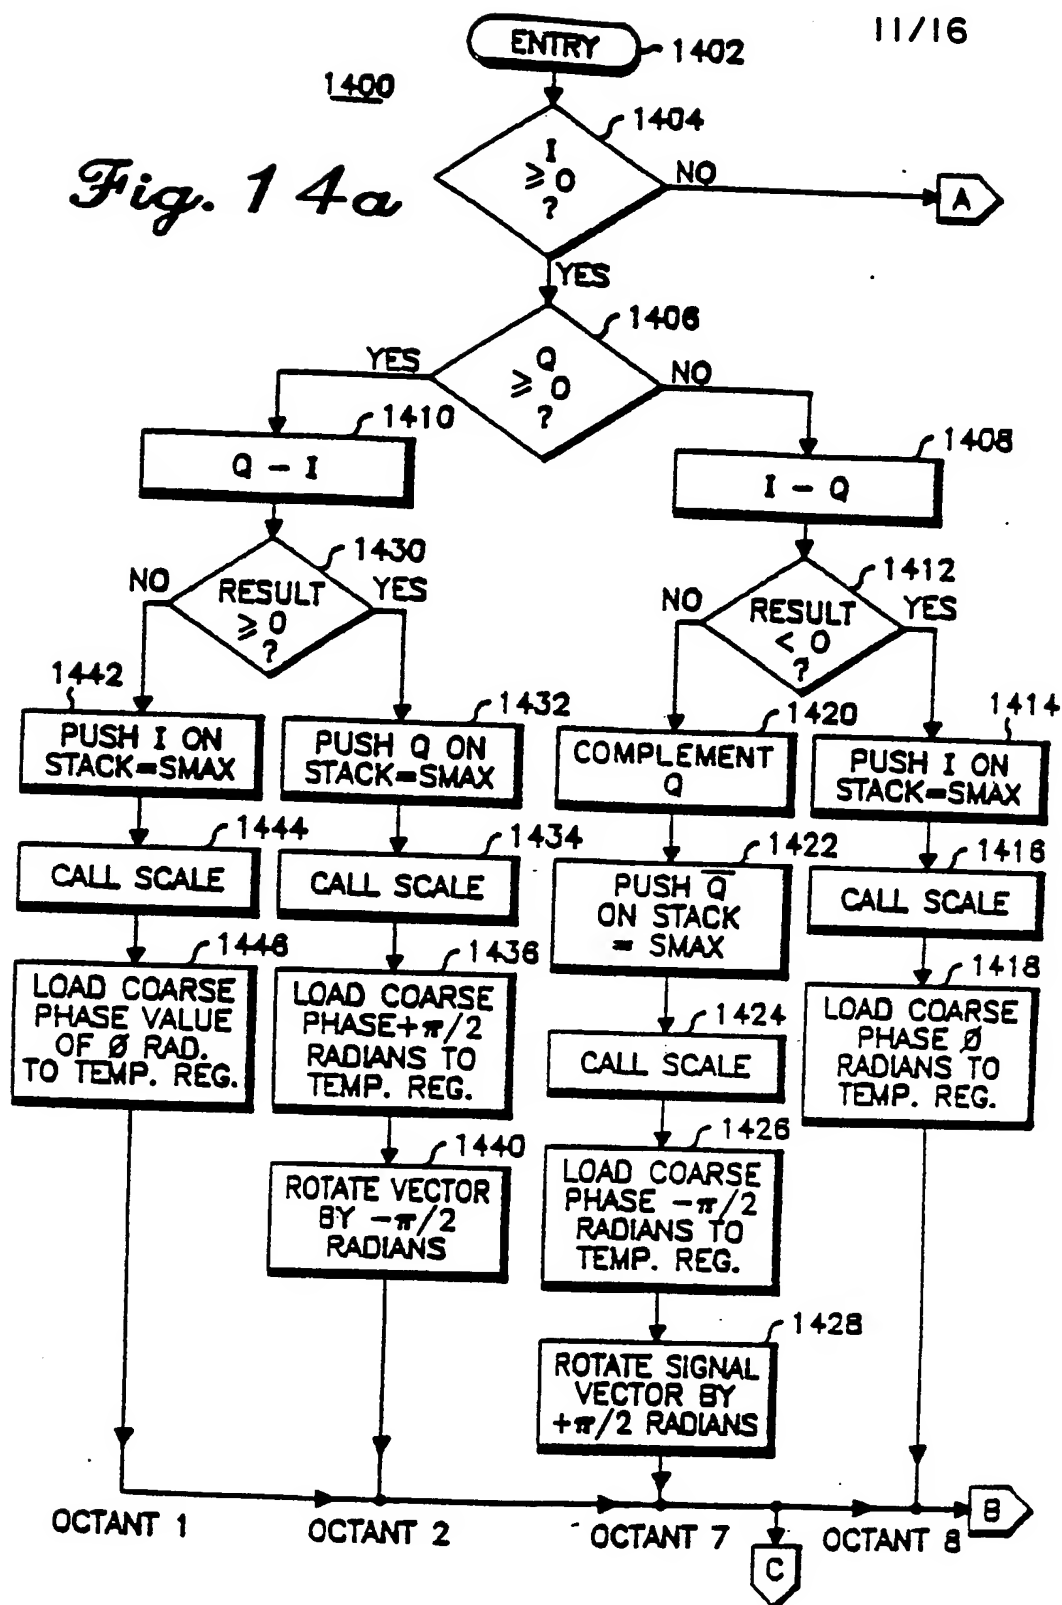 11/16
ENTRY
1402
1400
1404
Fig. 14a
I
≥ 0
?
NO
A
YES
1406
YES
Q
≥ 0
?
NO
1410
Q - I
1408
I - Q
1430
NO
RESULT
≥ 0
?
YES
1412
NO
RESULT
< 0
?
YES
1442
PUSH I ON
STACK=SMAX
1432
PUSH Q ON
STACK=SMAX
1420
COMPLEMENT
Q
1414
PUSH I ON
STACK=SMAX
1444
CALL SCALE
1434
CALL SCALE
1422
PUSH Q̅
ON STACK
= SMAX
1416
CALL SCALE
1446
LOAD COARSE
PHASE VALUE
OF Ø RAD.
TO TEMP. REG.
1436
LOAD COARSE
PHASE+π/2
RADIANS TO
TEMP. REG.
1424
CALL SCALE
1418
LOAD COARSE
PHASE Ø
RADIANS TO
TEMP. REG.
1440
ROTATE VECTOR
BY -π/2
RADIANS
1426
LOAD COARSE
PHASE -π/2
RADIANS TO
TEMP. REG.
1428
ROTATE SIGNAL
VECTOR BY
+π/2 RADIANS
B
OCTANT 1
OCTANT 2
OCTANT 7
OCTANT 8
C